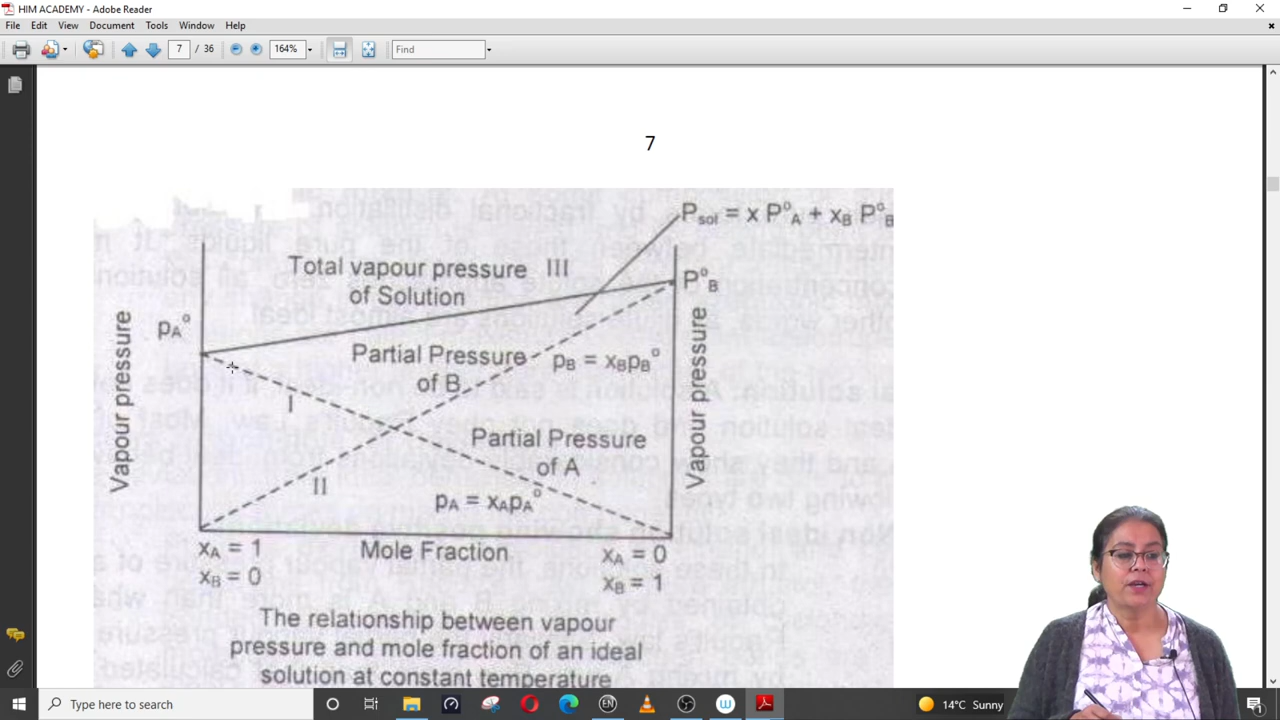 HIM ACADEMY - Adobe Reader
File Edit View Document Tools Window Help
7 / 36 164% Find
7
Psol = x P°A + xB P°B
Total vapour pressure III
of Solution
P°B
pA°
Partial Pressure
of B
pB = xBpB°
I
Partial Pressure
of A
II
pA = xApA°
Vapour pressure
Vapour pressure
xA = 1 Mole Fraction xA = 0
xB = 0 xB = 1
The relationship between vapour
pressure and mole fraction of an ideal
solution at constant temperature
Type here to search
14°C Sunny